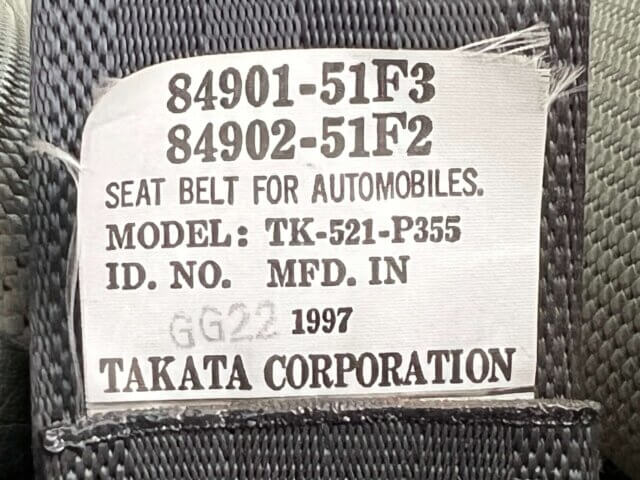 84901-51F3
84902-51F2
SEAT BELT FOR AUTOMOBILES.
MODEL: TK-521-P355
ID. NO. MFD. IN
GG22 1997
TAKATA CORPORATION